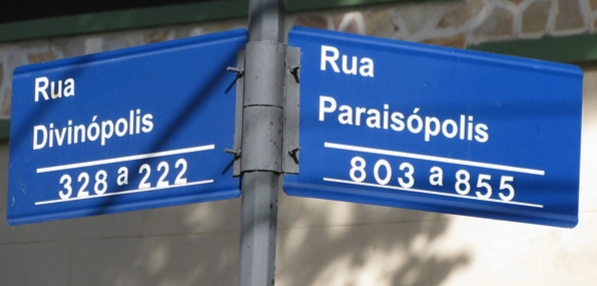 Rua
Divinópolis
328 a 222
Rua
Paraisópolis
803 a 855